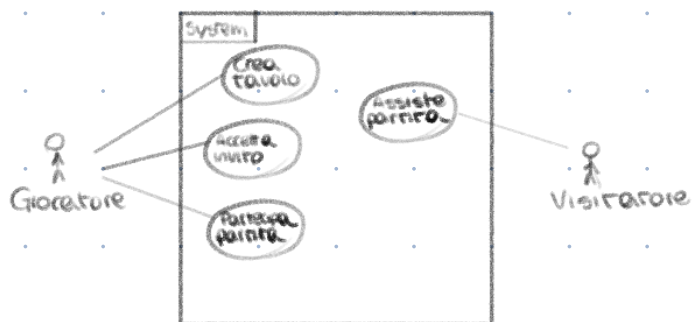 System
Crea
tavolo
Assiste
partita
Accetta
invito
Giocatore
Visitatore
Partecipa
partita